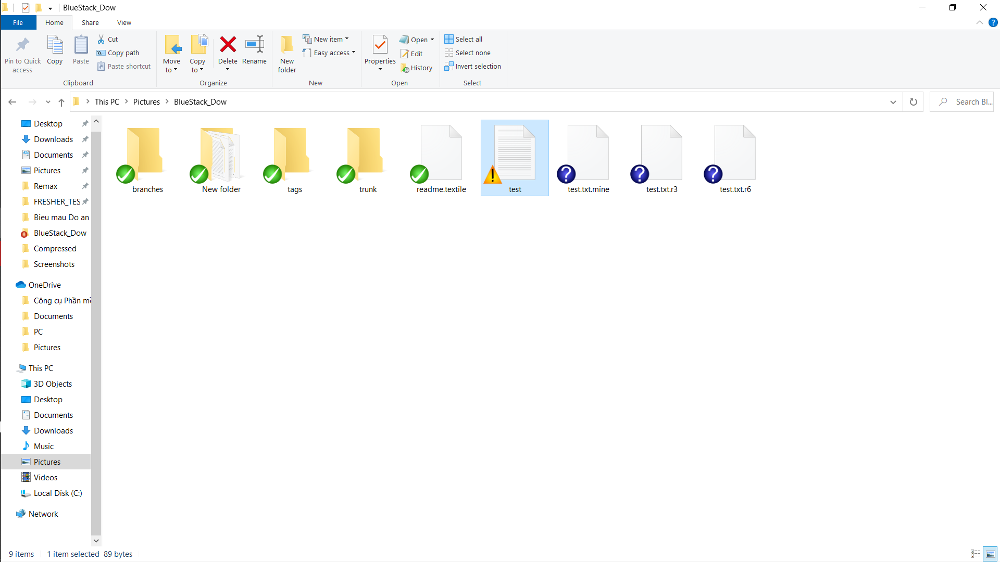 BlueStack_Dow
File
Home
Share
View
Pin to Quick
access
Copy
Paste
Cut
Copy path
Paste shortcut
Clipboard
Move
to
Copy
to
Delete
Rename
Organize
New
folder
New item
Easy access
New
Properties
Open
Edit
History
Open
Select all
Select none
Invert selection
Select
This PC
Pictures
BlueStack_Dow
Search Bl...
Desktop
Downloads
Documents
Pictures
Remax
FRESHER_TES
Bieu mau Do an
BlueStack_Dow
Compressed
Screenshots
OneDrive
Công cụ Phần mề
Documents
PC
Pictures
This PC
3D Objects
Desktop
Documents
Downloads
Music
Pictures
Videos
Local Disk (C:)
Network
branches
New folder
tags
trunk
readme.textile
test
test.txt.mine
test.txt.r3
test.txt.r6
9 items
1 item selected 89 bytes